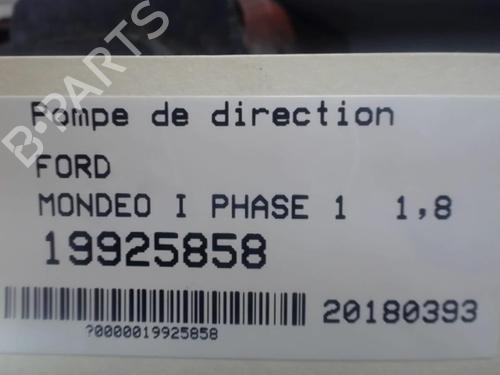 Pompe de direction
FORD
MONDEO I PHASE 1 1,8
19925858
20180393
?0000019925858
B-PARTS